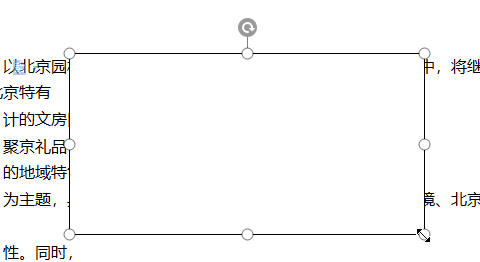 以北京园 中，将继
京特有
计的文房
聚京礼品
的地域特
为主题， 境、北京
性。同时，